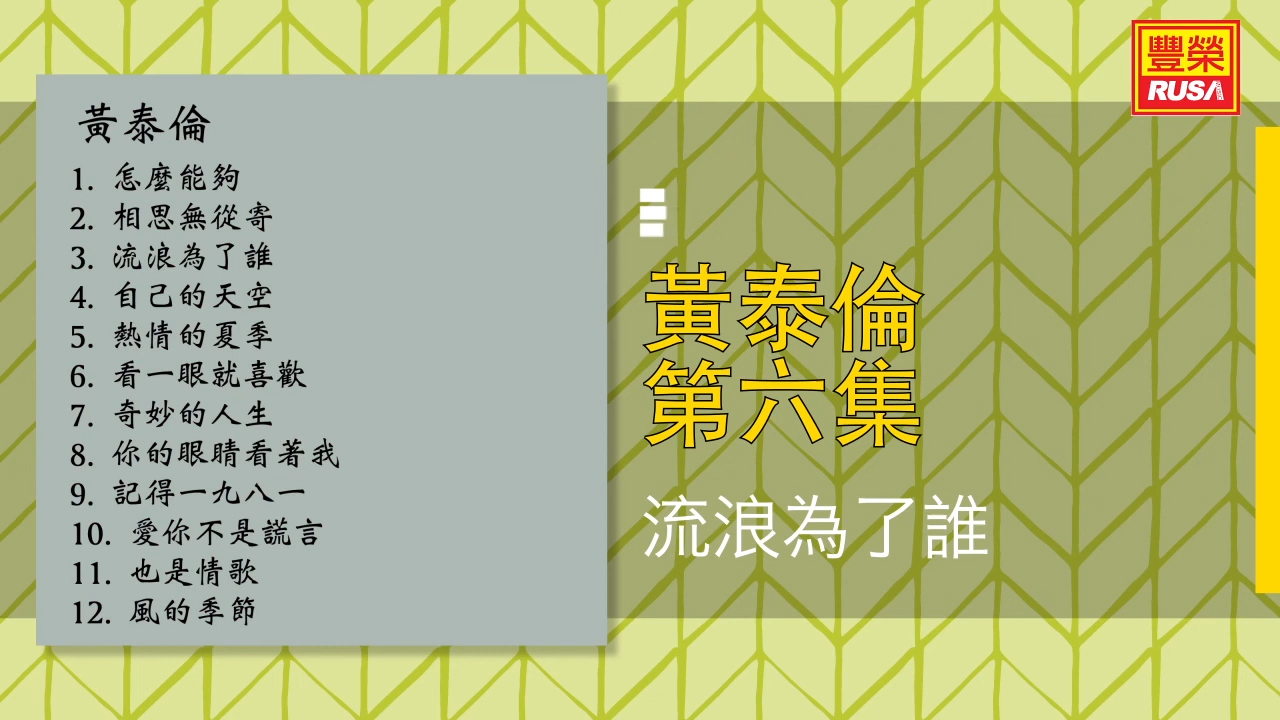 黃泰倫
1. 怎麼能夠
2. 相思無從寄
3. 流浪為了誰
4. 自己的天空
5. 熱情的夏季
6. 看一眼就喜歡
7. 奇妙的人生
8. 你的眼睛看著我
9. 記得一九八一
10. 愛你不是謊言
11. 也是情歌
12. 風的季節
豐榮
RUSA
黃泰倫
第六集
流浪為了誰